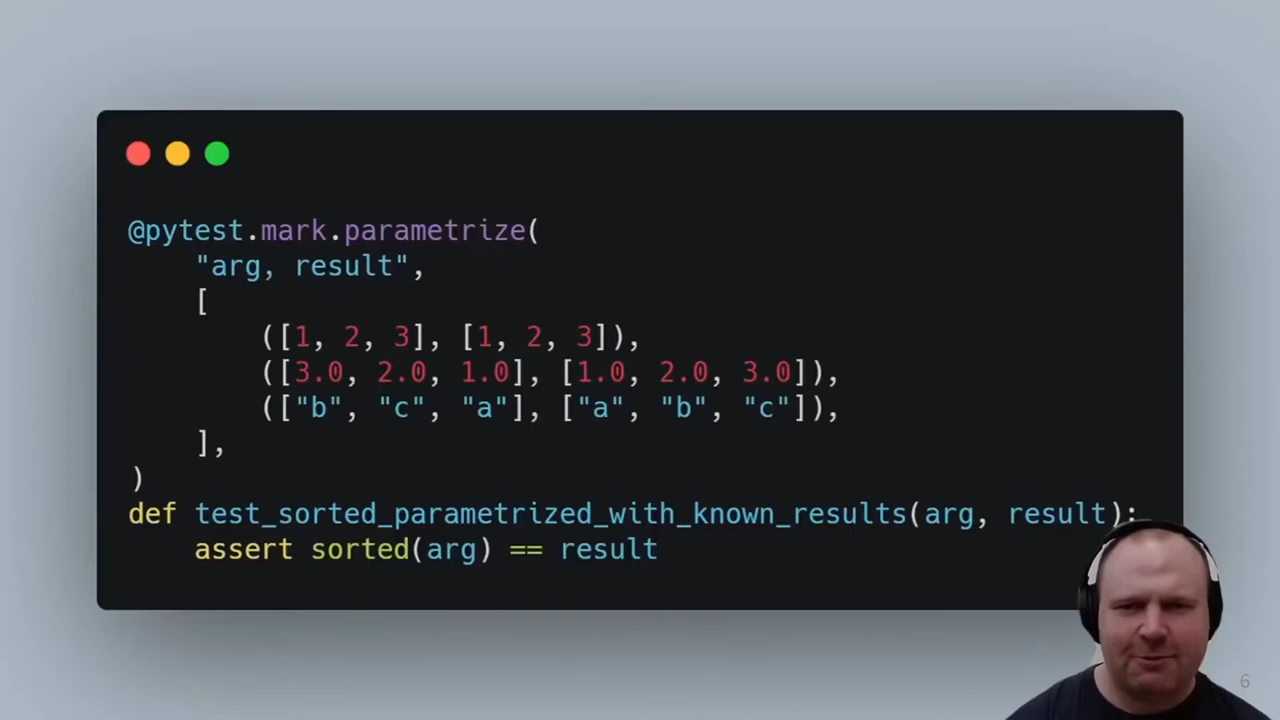 @pytest.mark.parametrize(
    "arg, result",
    [
        ([1, 2, 3], [1, 2, 3]),
        ([3.0, 2.0, 1.0], [1.0, 2.0, 3.0]),
        (["b", "c", "a"], ["a", "b", "c"]),
    ],
)
def test_sorted_parametrized_with_known_results(arg, result):
    assert sorted(arg) == result
6